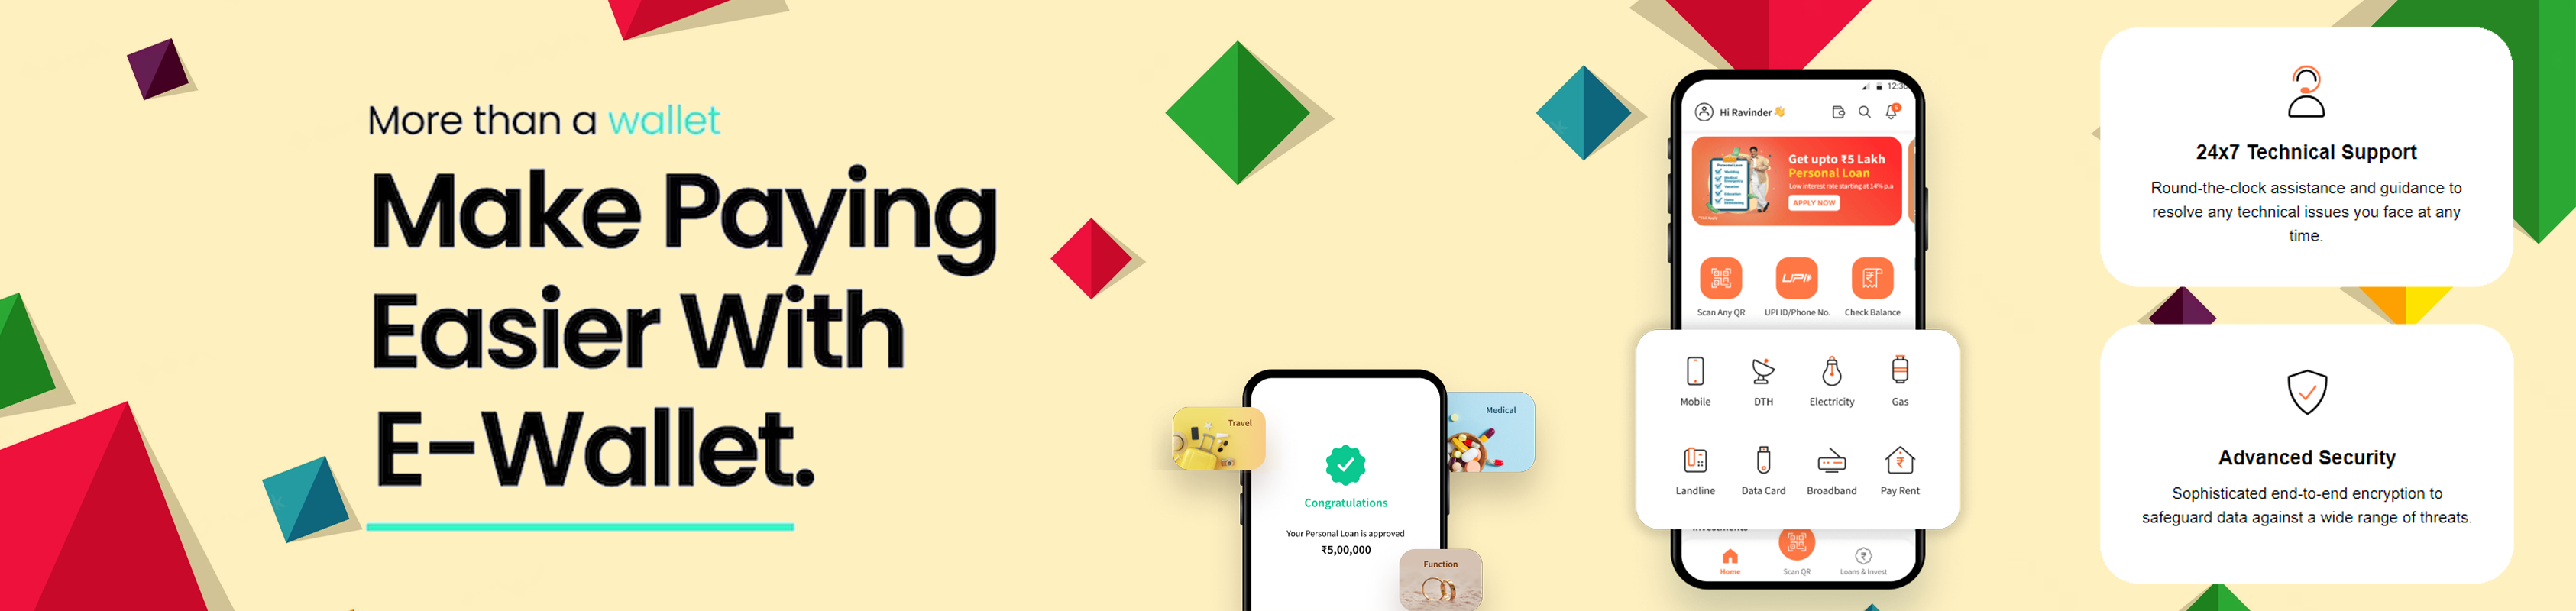 More than a wallet
Make Paying
Easier With
E-Wallet.
Travel
Medical
Congratulations
Your Personal Loan is approved
₹5,00,000
Function
12:30
Hi Ravinder
Get upto ₹5 Lakh
Personal Loan
Low interest rate starting at 14% p.a
APPLY NOW
UPI
Scan Any QR
UPI ID/Phone No.
Check Balance
Mobile
DTH
Electricity
Gas
Landline
Data Card
Broadband
Pay Rent
Home
Scan QR
Loans & Invest
24x7 Technical Support
Round-the-clock assistance and guidance to
resolve any technical issues you face at any
time.
Advanced Security
Sophisticated end-to-end encryption to
safeguard data against a wide range of threats.